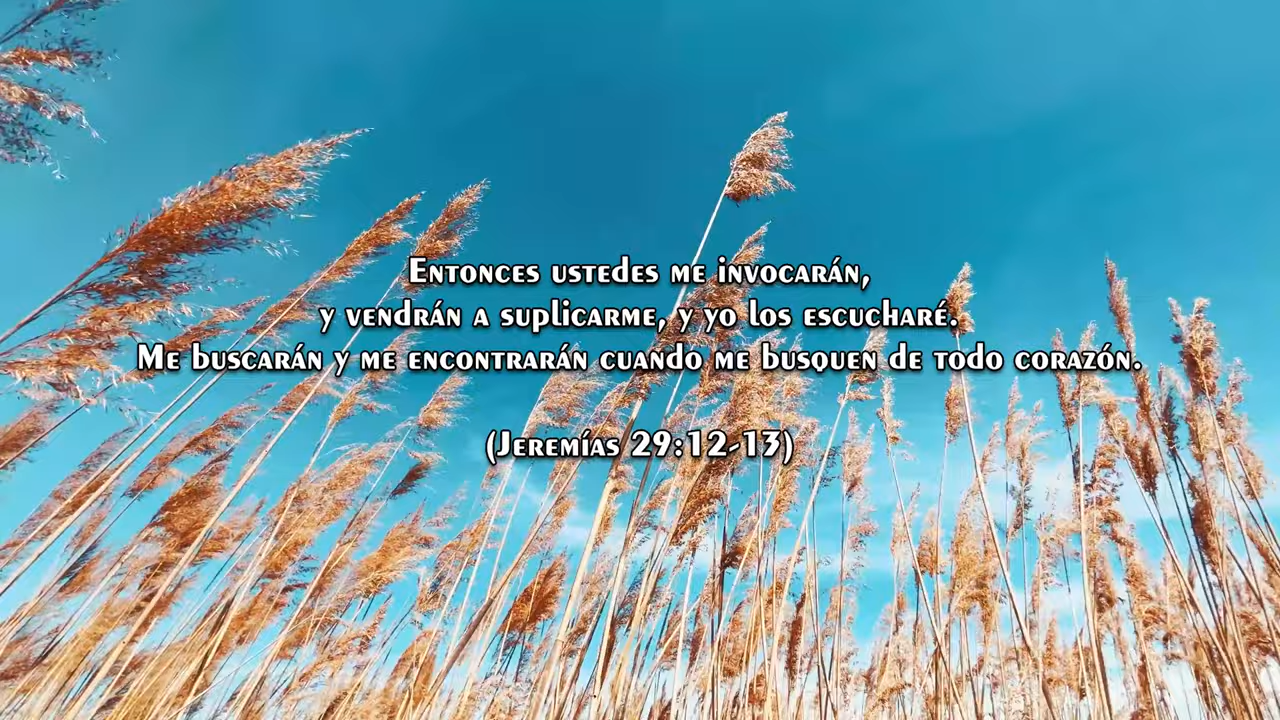 Entonces ustedes me invocarán,
y vendrán a suplicarme, y yo los escucharé.
Me buscarán y me encontrarán cuando me busquen de todo corazón.
(Jeremías 29:12-13)